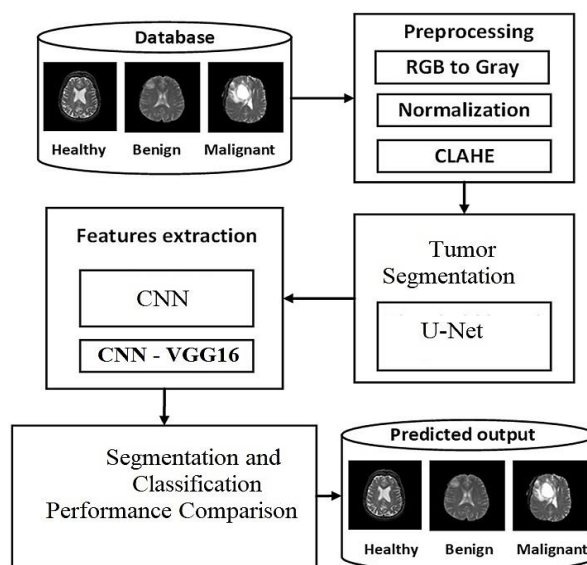 Database
Healthy Benign Malignant
Preprocessing
RGB to Gray
Normalization
CLAHE
Tumor
Segmentation
U-Net
Features extraction
CNN
CNN - VGG16
Segmentation and
Classification
Performance Comparison
Predicted output
Healthy Benign Malignant